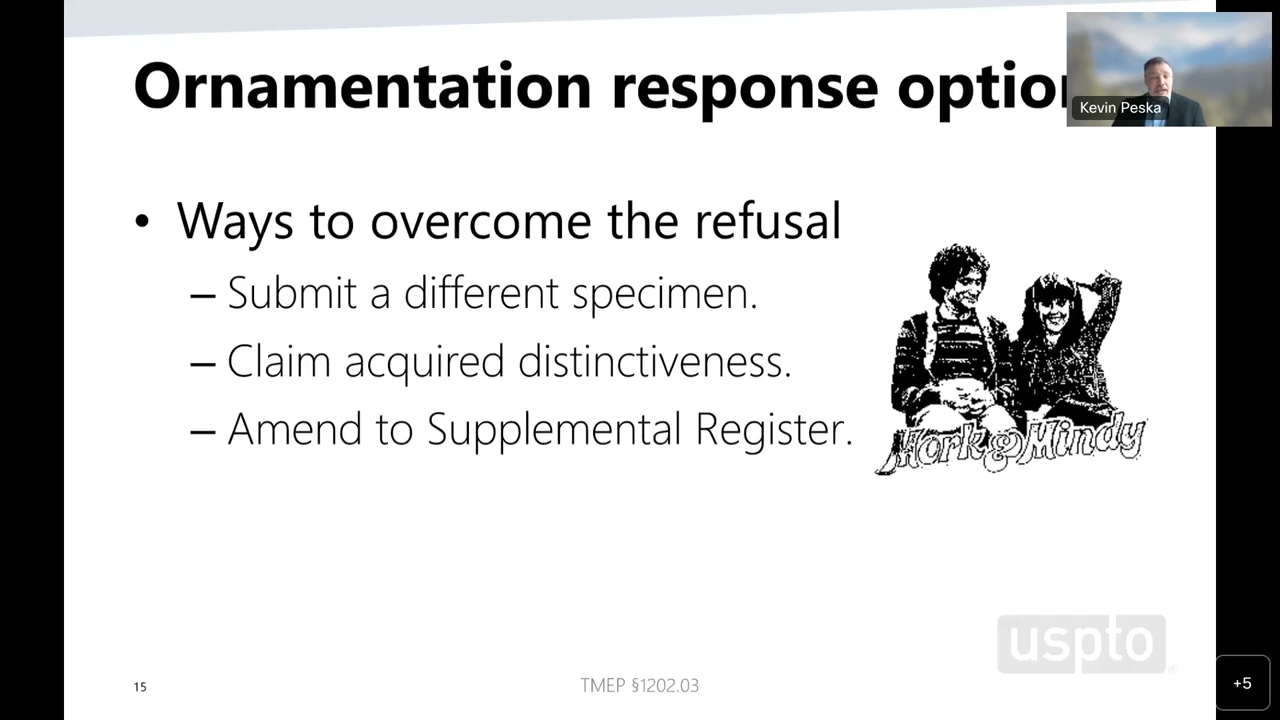 Ornamentation response option
Kevin Peska
• Ways to overcome the refusal
– Submit a different specimen.
– Claim acquired distinctiveness.
– Amend to Supplemental Register.
Mork & Mindy
uspto
®
15
TMEP §1202.03
+5